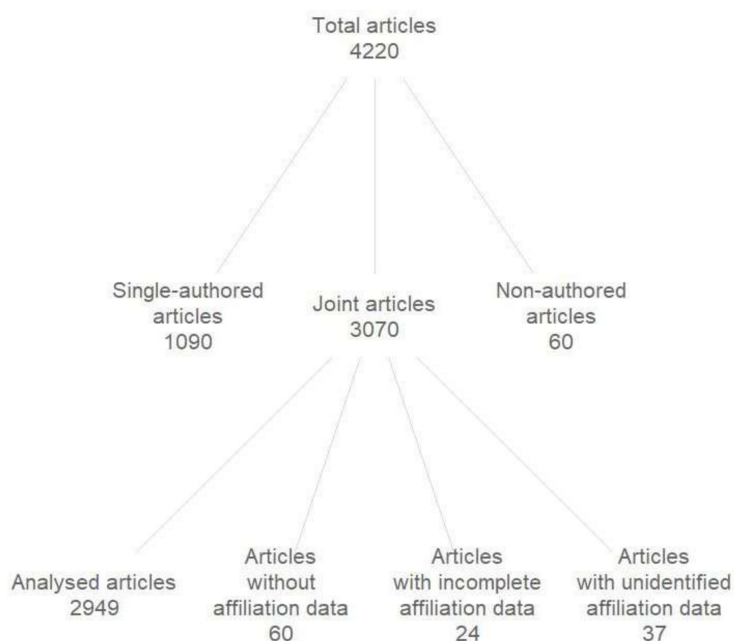 Total articles
4220
Single-authored
articles
1090
Joint articles
3070
Non-authored
articles
60
Analysed articles
2949
Articles
without
affiliation data
60
Articles
with incomplete
affiliation data
24
Articles
with unidentified
affiliation data
37